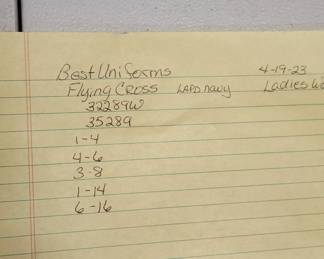 Best Uniforms 4-19-23
Flying Cross LAPD navy Ladies
32289W
35289
1-4
4-6
3-8
1-14
6-16